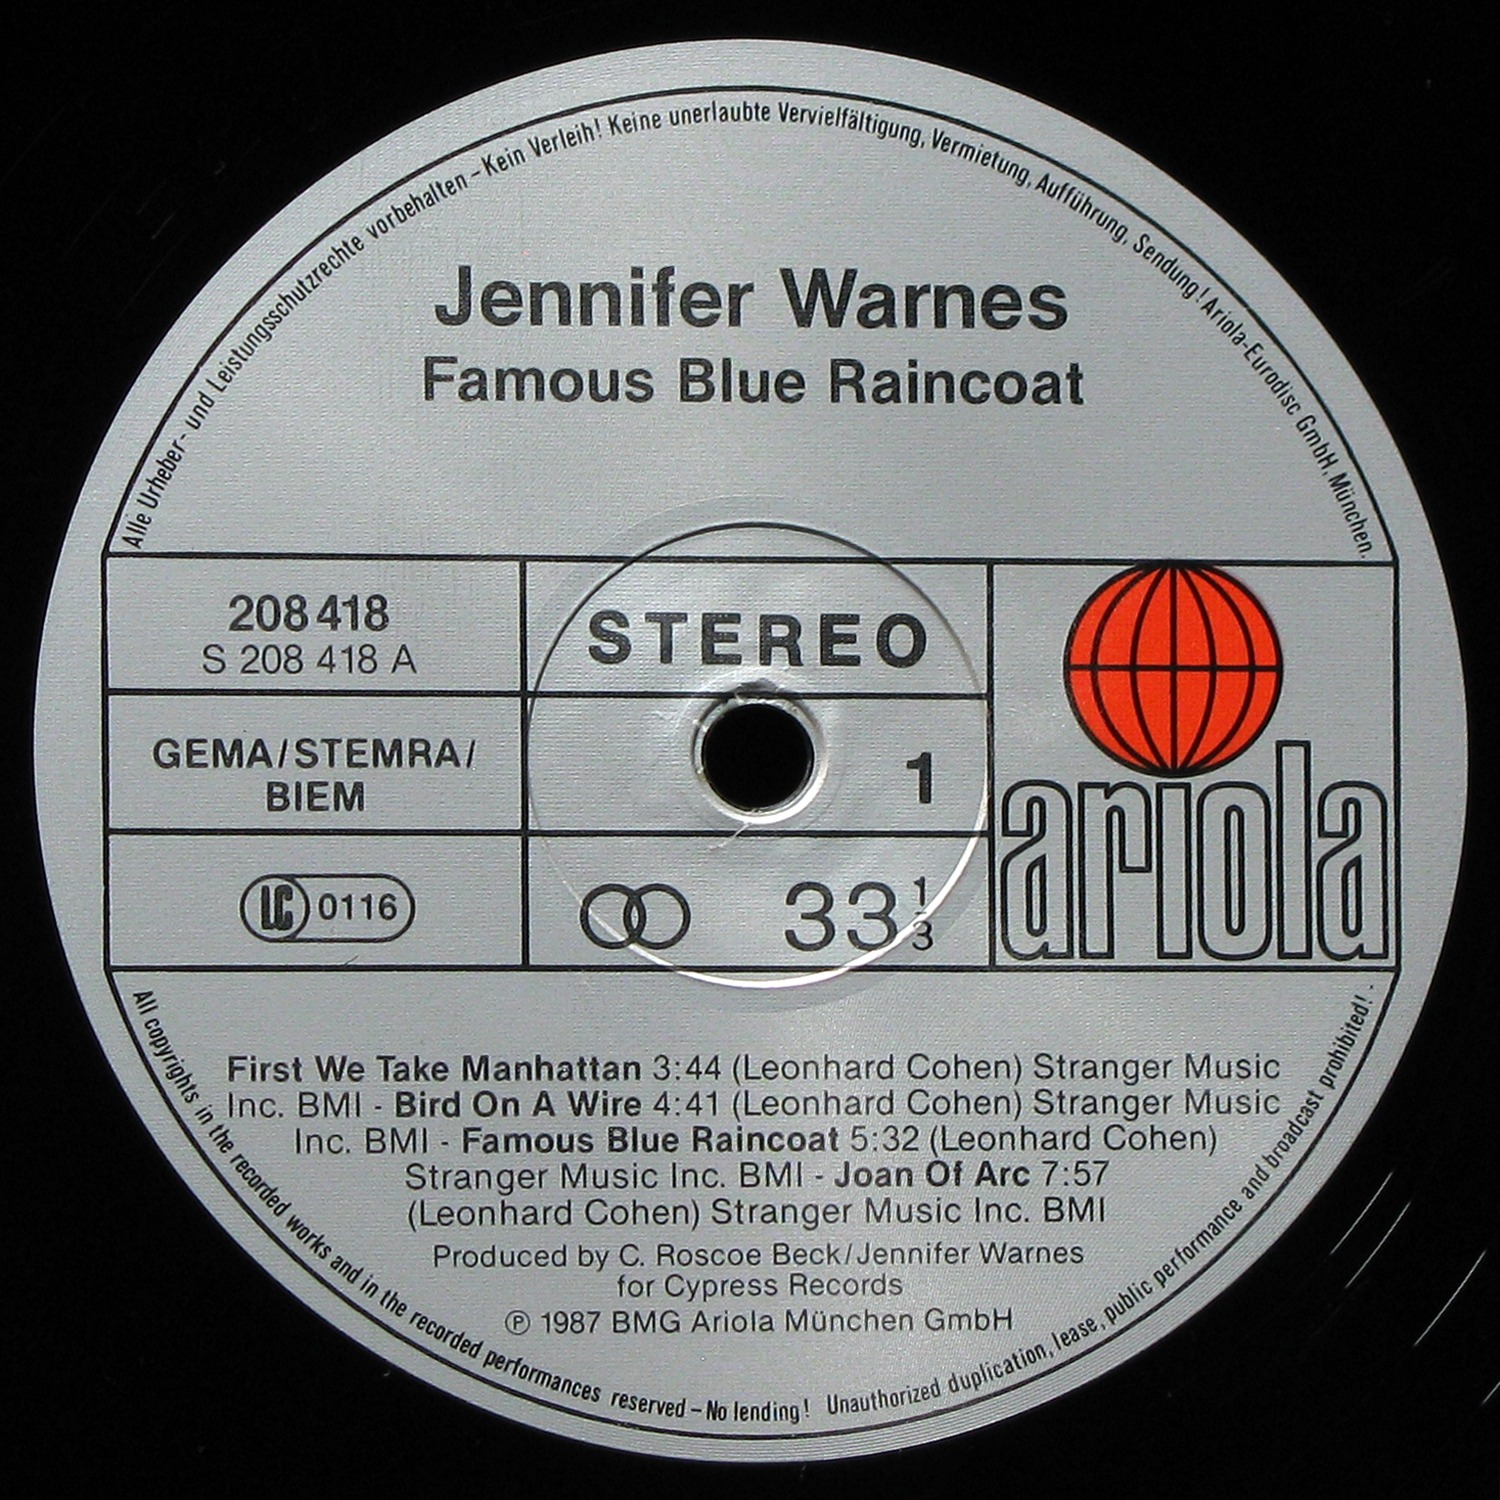 Alle Urheber- und Leistungsschutzrechte vorbehalten – Kein Verleih! Keine unerlaubte Vervielfältigung, Vermietung, Aufführung, Sendung! Ariola-Eurodisc GmbH, München.
Jennifer Warnes
Famous Blue Raincoat
208 418
S 208 418 A
STEREO
GEMA/STEMRA/
BIEM
1
LC 0116
33 1/3
ariola
First We Take Manhattan 3:44 (Leonhard Cohen) Stranger Music
Inc. BMI - Bird On A Wire 4:41 (Leonhard Cohen) Stranger Music
Inc. BMI - Famous Blue Raincoat 5:32 (Leonhard Cohen)
Stranger Music Inc. BMI - Joan Of Arc 7:57
(Leonhard Cohen) Stranger Music Inc. BMI
Produced by C. Roscoe Beck/Jennifer Warnes
for Cypress Records
℗ 1987 BMG Ariola München GmbH
All copyrights in the recorded works and in the recorded performances reserved – No lending! Unauthorized duplication, lease, public performance and broadcast prohibited! -